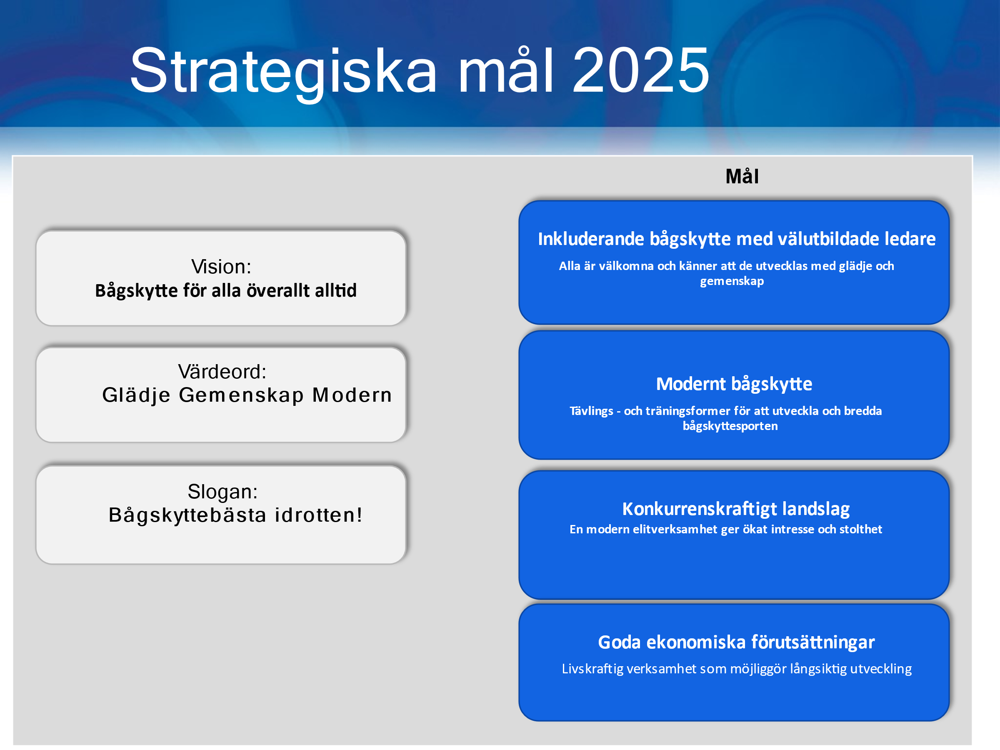 Strategiska mål 2025
Vision:
Bågskytte för alla överallt alltid
Värdeord:
Glädje Gemenskap Modern
Slogan:
Bågskyttebästa idrotten!
Mål
Inkluderande bågskytte med välutbildade ledare
Alla är välkomna och känner att de utvecklas med glädje och
gemenskap
Modernt bågskytte
Tävlings - och träningsformer för att utveckla och bredda
bågskyttesporten
Konkurrenskraftigt landslag
En modern elitverksamhet ger ökat intresse och stolthet
Goda ekonomiska förutsättningar
Livskraftig verksamhet som möjliggör långsiktig utveckling